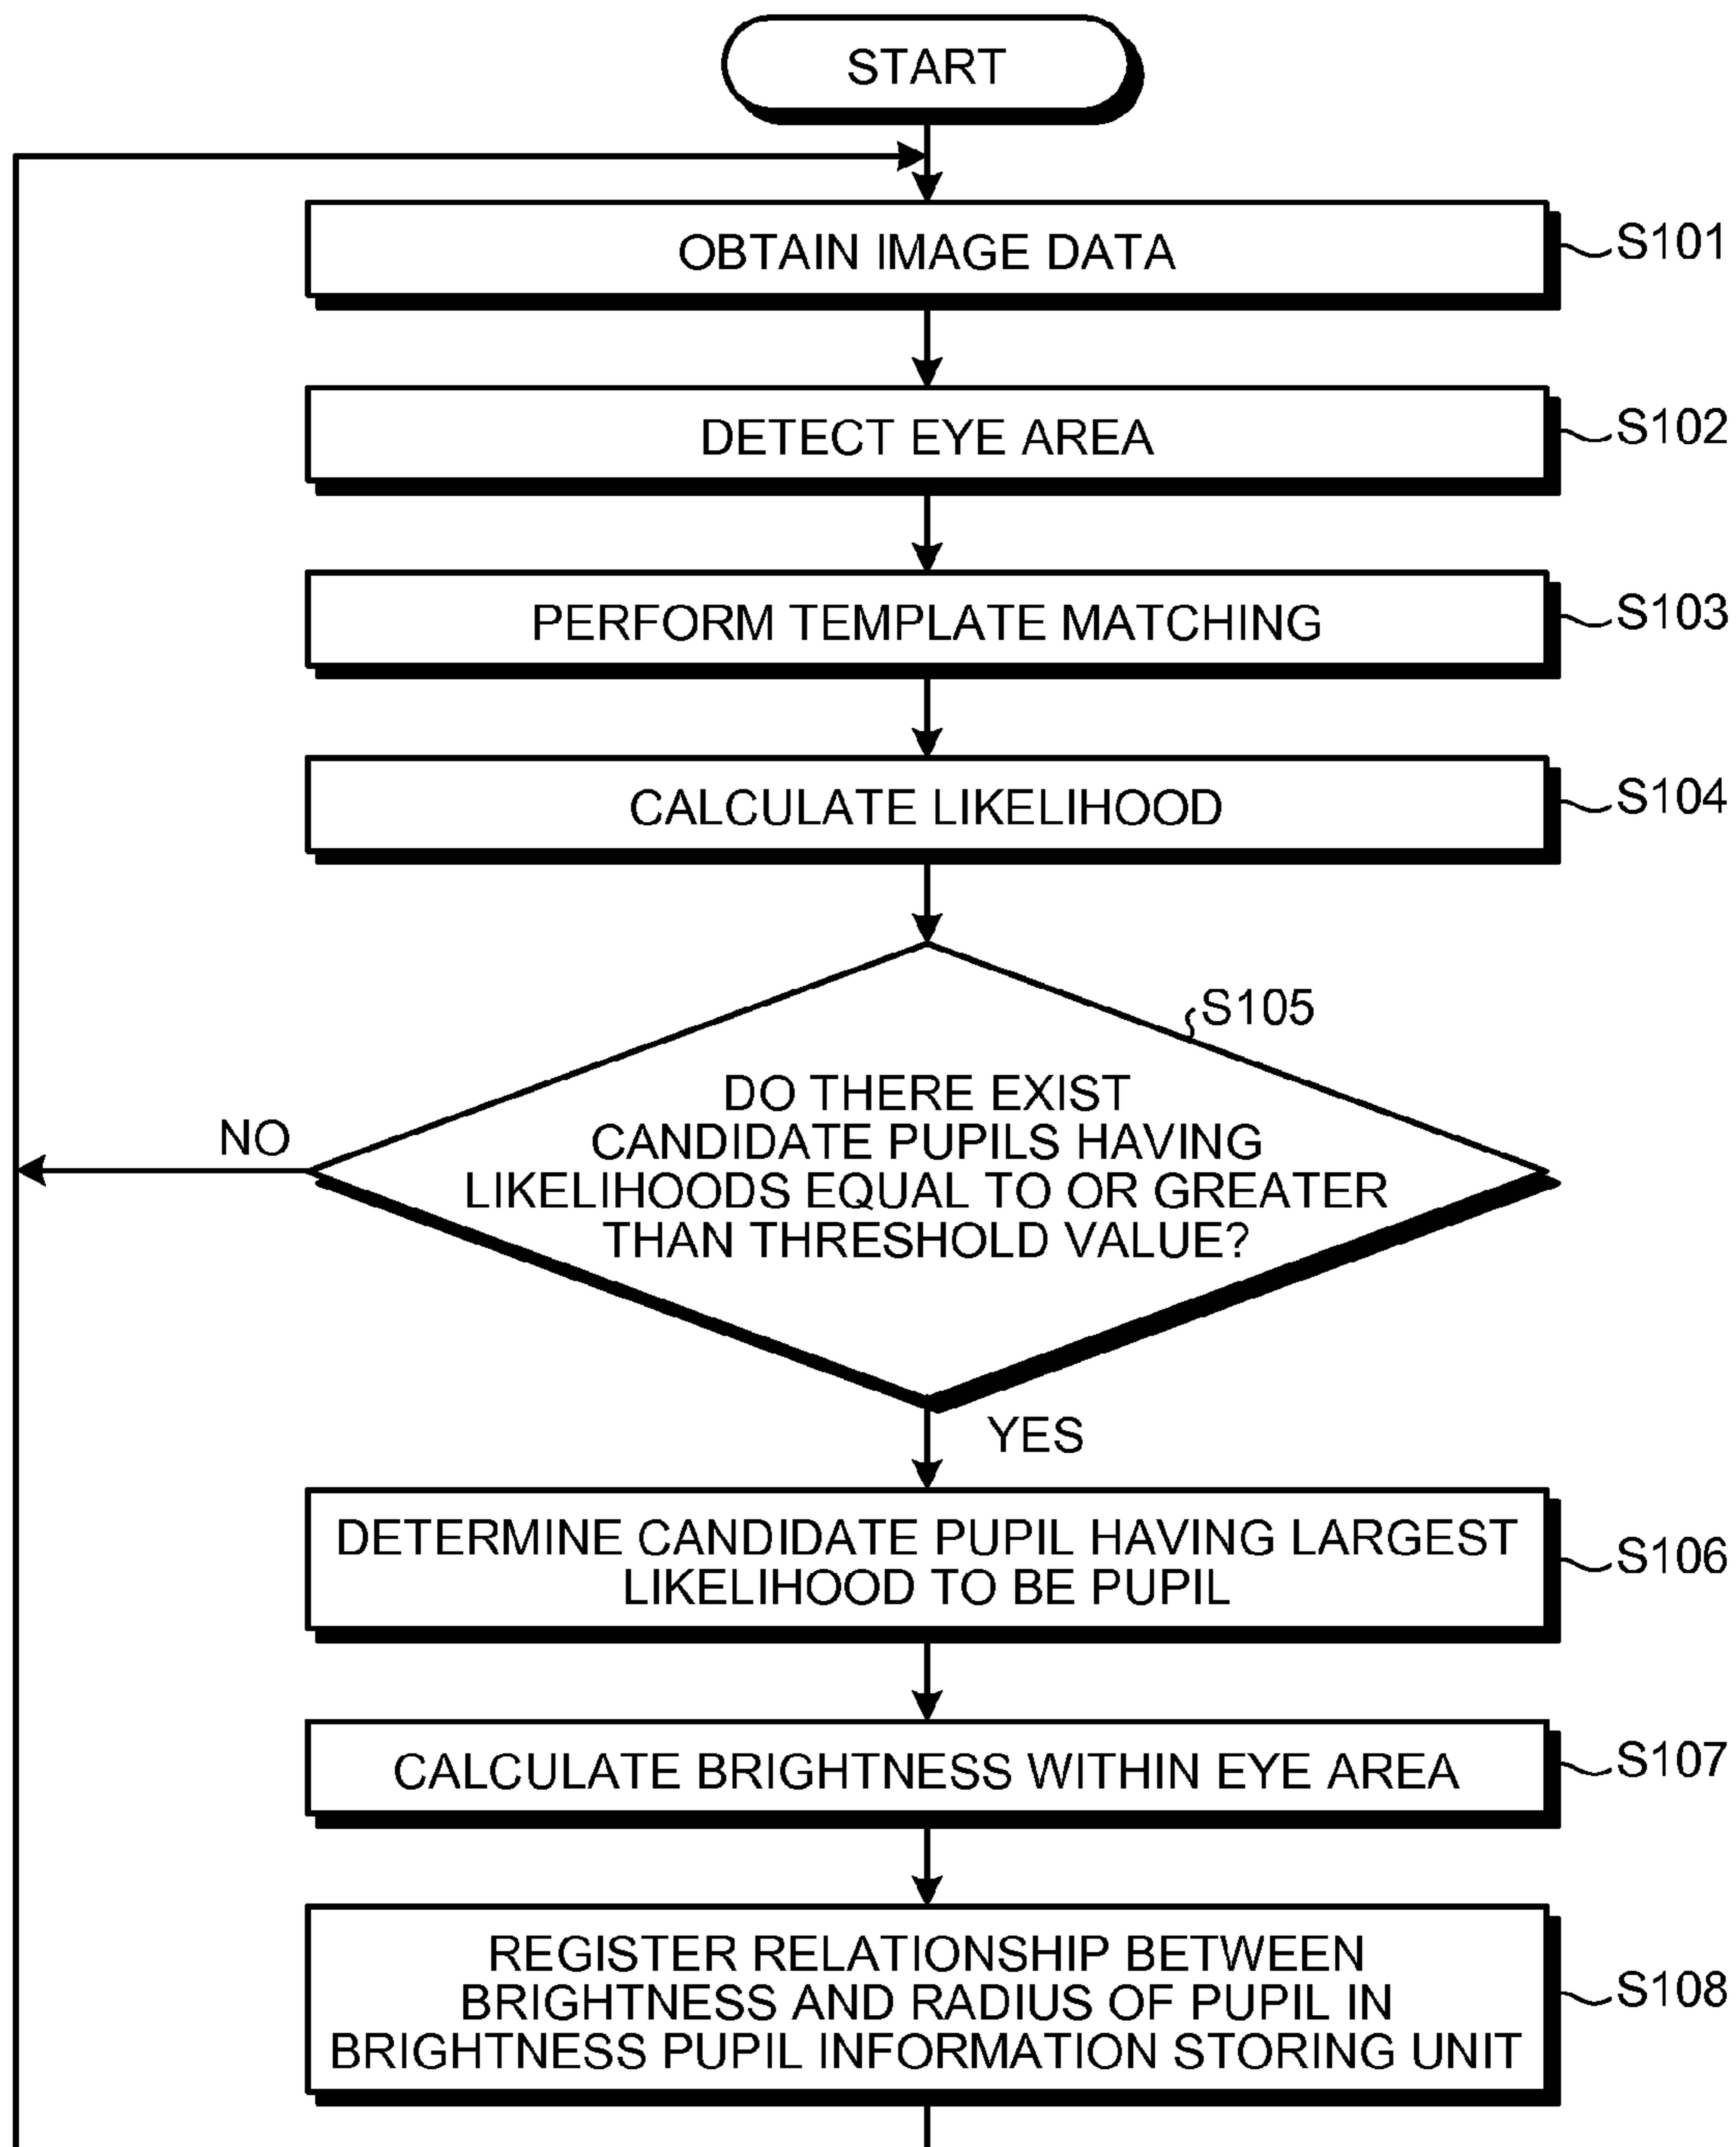 START
OBTAIN IMAGE DATA
S101
DETECT EYE AREA
S102
PERFORM TEMPLATE MATCHING
S103
CALCULATE LIKELIHOOD
S104
S105
DO THERE EXIST
CANDIDATE PUPILS HAVING
LIKELIHOODS EQUAL TO OR GREATER
THAN THRESHOLD VALUE?
NO
YES
DETERMINE CANDIDATE PUPIL HAVING LARGEST
LIKELIHOOD TO BE PUPIL
S106
CALCULATE BRIGHTNESS WITHIN EYE AREA
S107
REGISTER RELATIONSHIP BETWEEN
BRIGHTNESS AND RADIUS OF PUPIL IN
BRIGHTNESS PUPIL INFORMATION STORING UNIT
S108